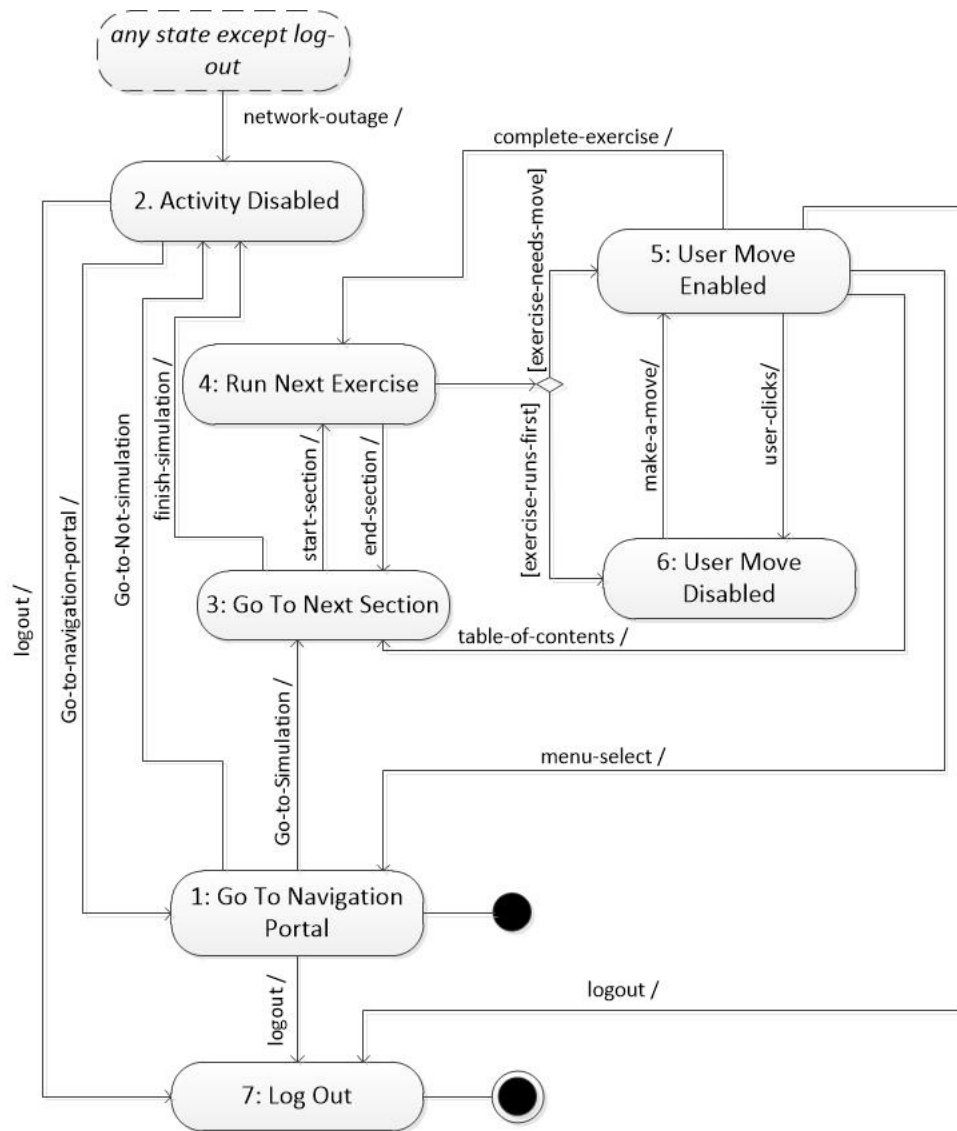 any state except log-
out
network-outage /
complete-exercise /
2. Activity Disabled
[exercise-needs-move]
5: User Move
Enabled
4: Run Next Exercise
finish-simulation /
Go-to-Not-simulation
Go-to-navigation-portal /
logout /
start-section /
end-section /
[exercise-runs-first]
make-a-move/
user-clicks/
6: User Move
Disabled
3: Go To Next Section
table-of-contents /
Go-to-Simulation /
menu-select /
1: Go To Navigation
Portal
logout /
logout /
7: Log Out